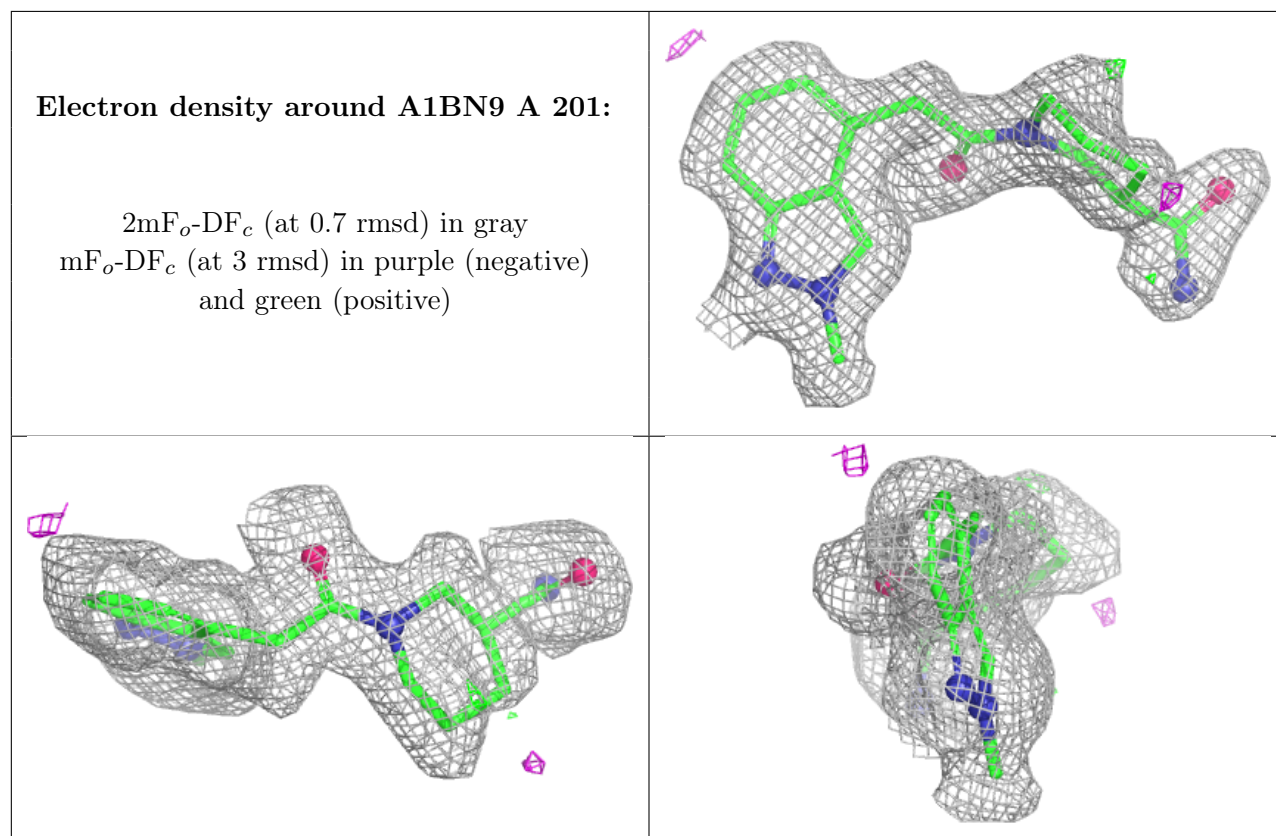 Electron density around A1BN9 A 201:
2mFₒ-DF𝒸 (at 0.7 rmsd) in gray
mFₒ-DF𝒸 (at 3 rmsd) in purple (negative)
and green (positive)